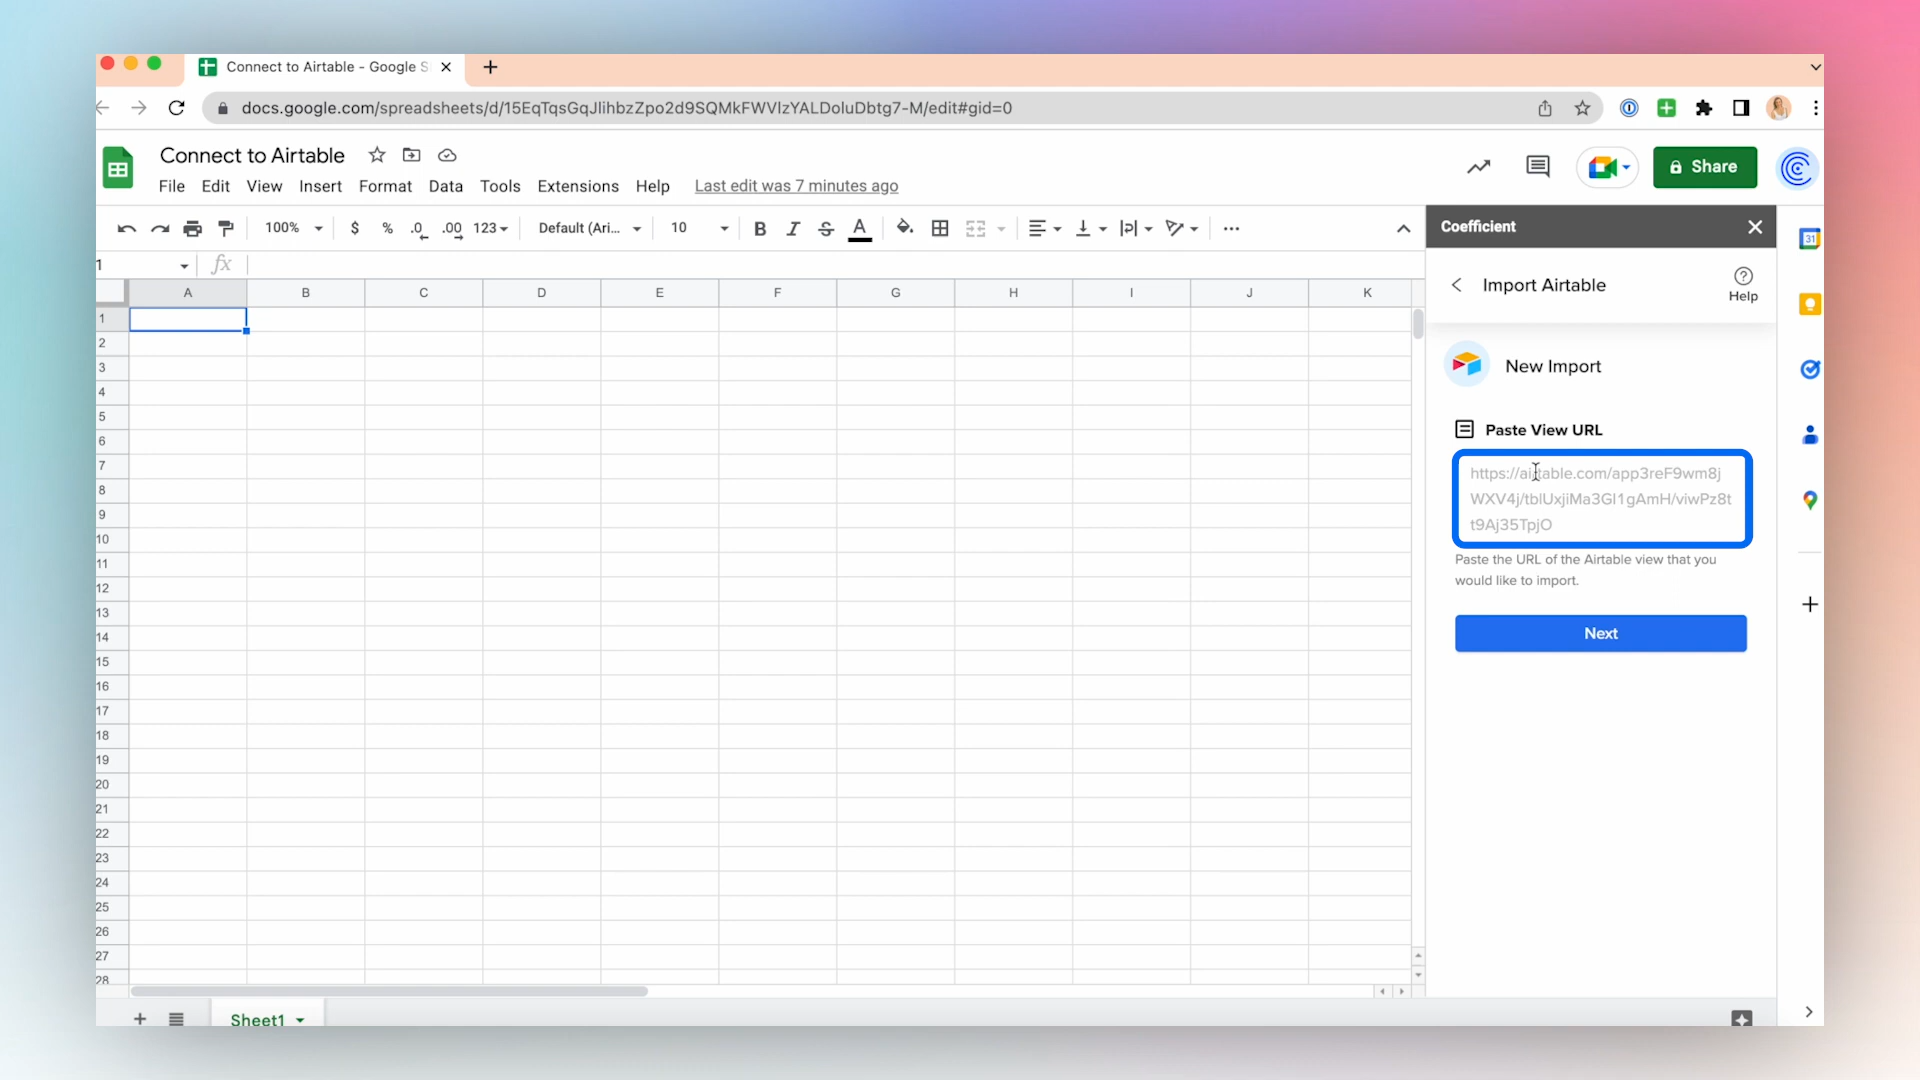 Connect to Airtable - Google S
docs.google.com/spreadsheets/d/15EqTqsGqJlihbzZpo2d9SQMkFWVlzYALDoluDbtg7-M/edit#gid=0
Connect to Airtable
File Edit View Insert Format Data Tools Extensions Help Last edit was 7 minutes ago
Share
100% $ % .0 .00 123 Default (Ari... 10 B I S A ...
1 fx
A B C D E F G H I J K
1
2
3
4
5
6
7
8
9
10
11
12
13
14
15
16
17
18
19
20
21
22
23
24
25
26
27
28
Sheet1
Coefficient
Import Airtable
Help
New Import
Paste View URL
https://airtable.com/app3reF9wm8j
WXV4j/tblUxjiMa3GI1gAmH/viwPz8t
t9Aj35TpjO
Paste the URL of the Airtable view that you
would like to import.
Next
31